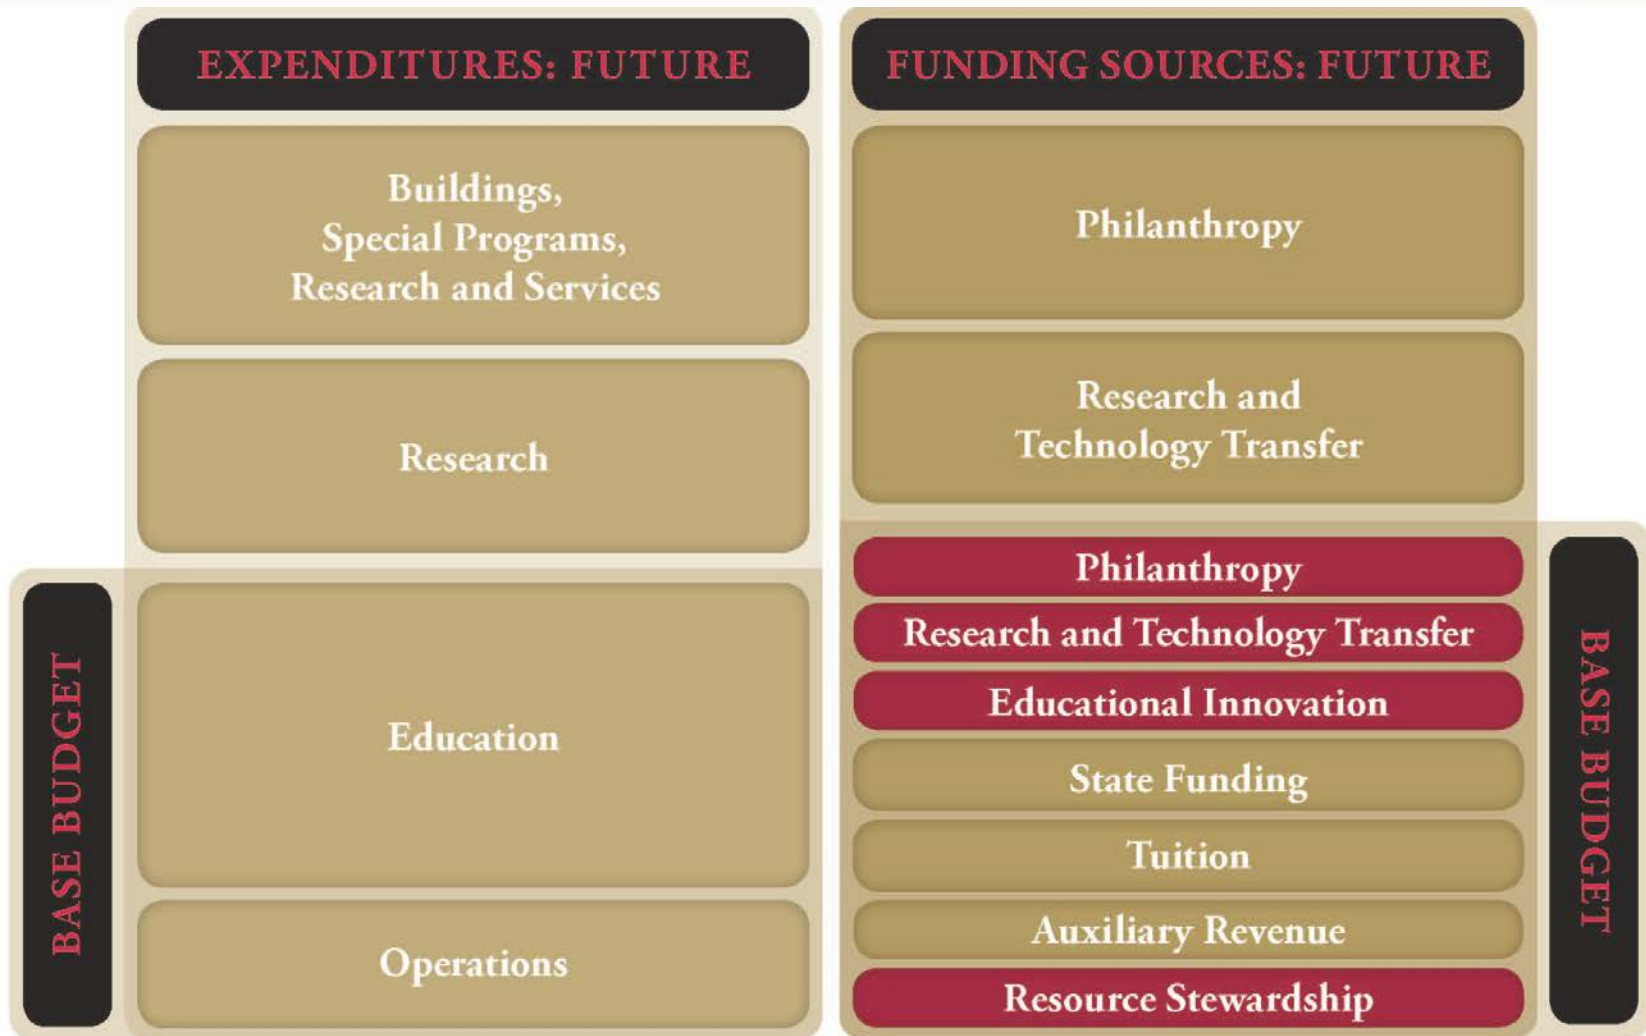 EXPENDITURES: FUTURE
Buildings,
Special Programs,
Research and Services
Research
BASE BUDGET
Education
Operations
FUNDING SOURCES: FUTURE
Philanthropy
Research and
Technology Transfer
Philanthropy
Research and Technology Transfer
Educational Innovation
State Funding
Tuition
Auxiliary Revenue
Resource Stewardship
BASE BUDGET